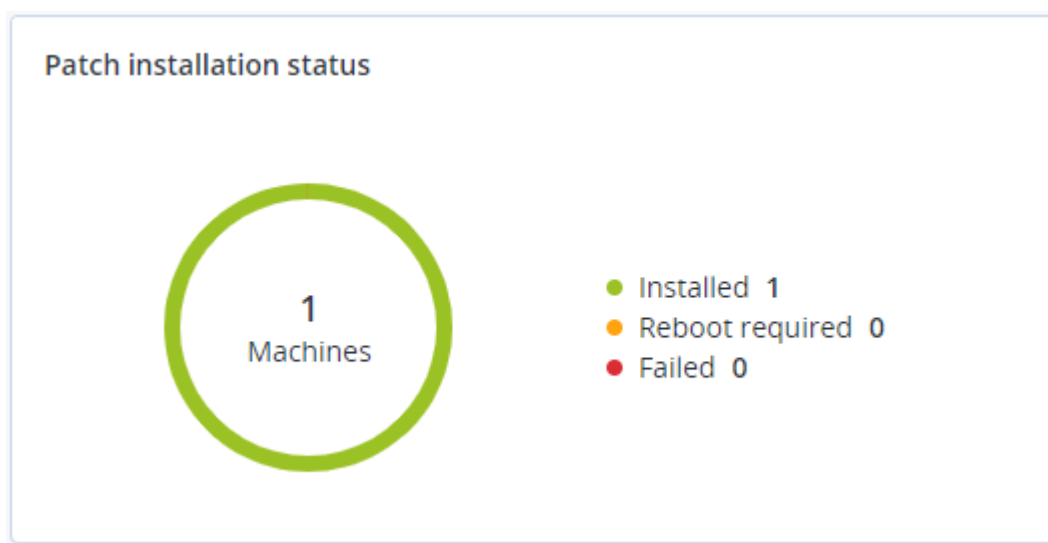 Patch installation status
1
Machines
Installed 1
Reboot required 0
Failed 0